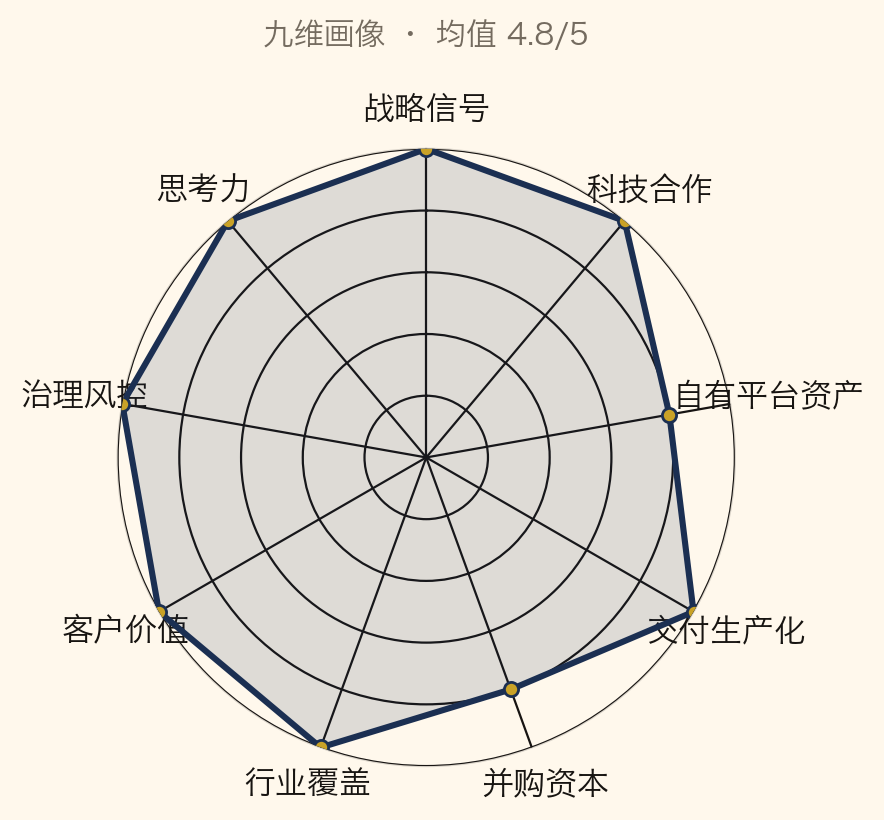 九维画像 · 均值 4.8/5
战略信号
思考力
科技合作
治理风控
自有平台资产
客户价值
交付生产化
行业覆盖
并购资本